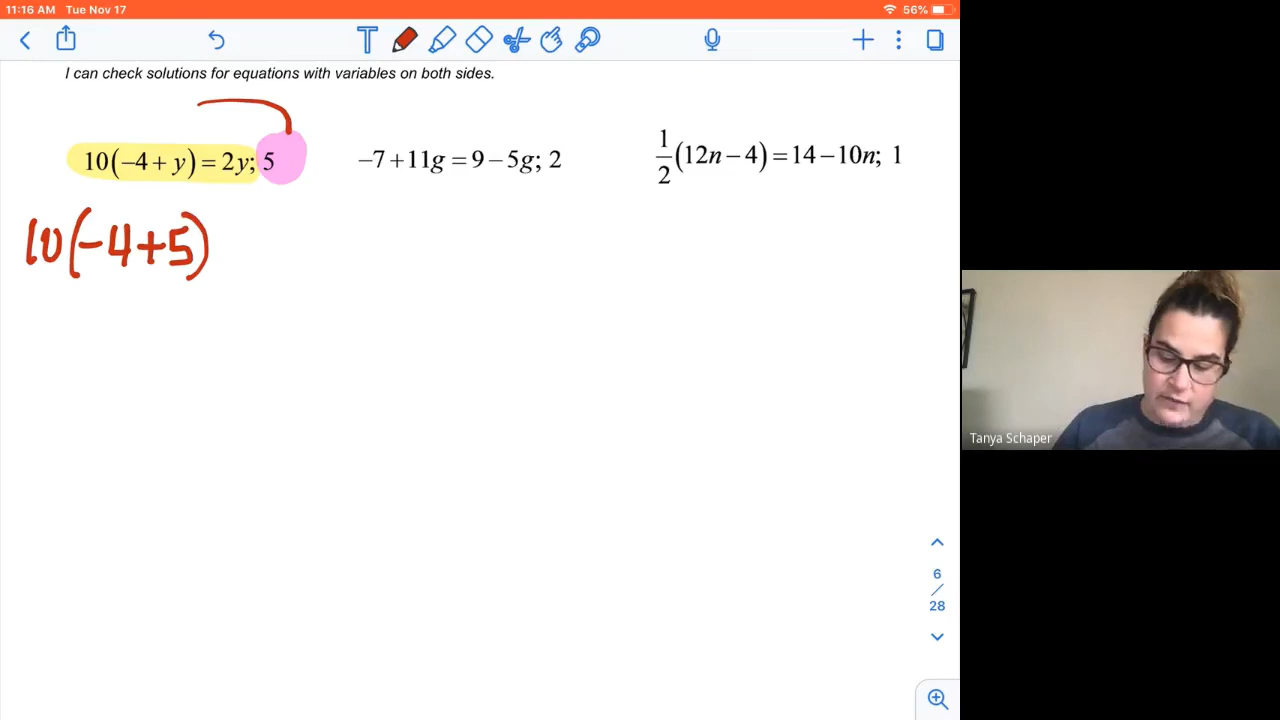 11:16 AM Tue Nov 17 56%
T
I can check solutions for equations with variables on both sides.
10(−4 + y) = 2y; 5
−7 + 11g = 9 − 5g; 2
1/2(12n − 4) = 14 − 10n; 1
10(-4+5)
Tanya Schaper
6
/
28